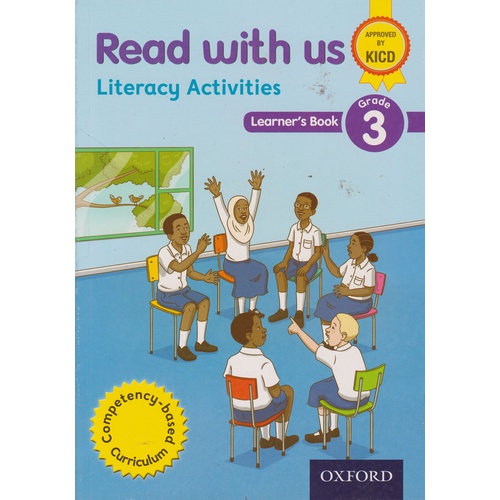 Read with us
APPROVED
BY
KICD
Literacy Activities
Learner's Book
Grade
3
Competency-based
Curriculum
OXFORD